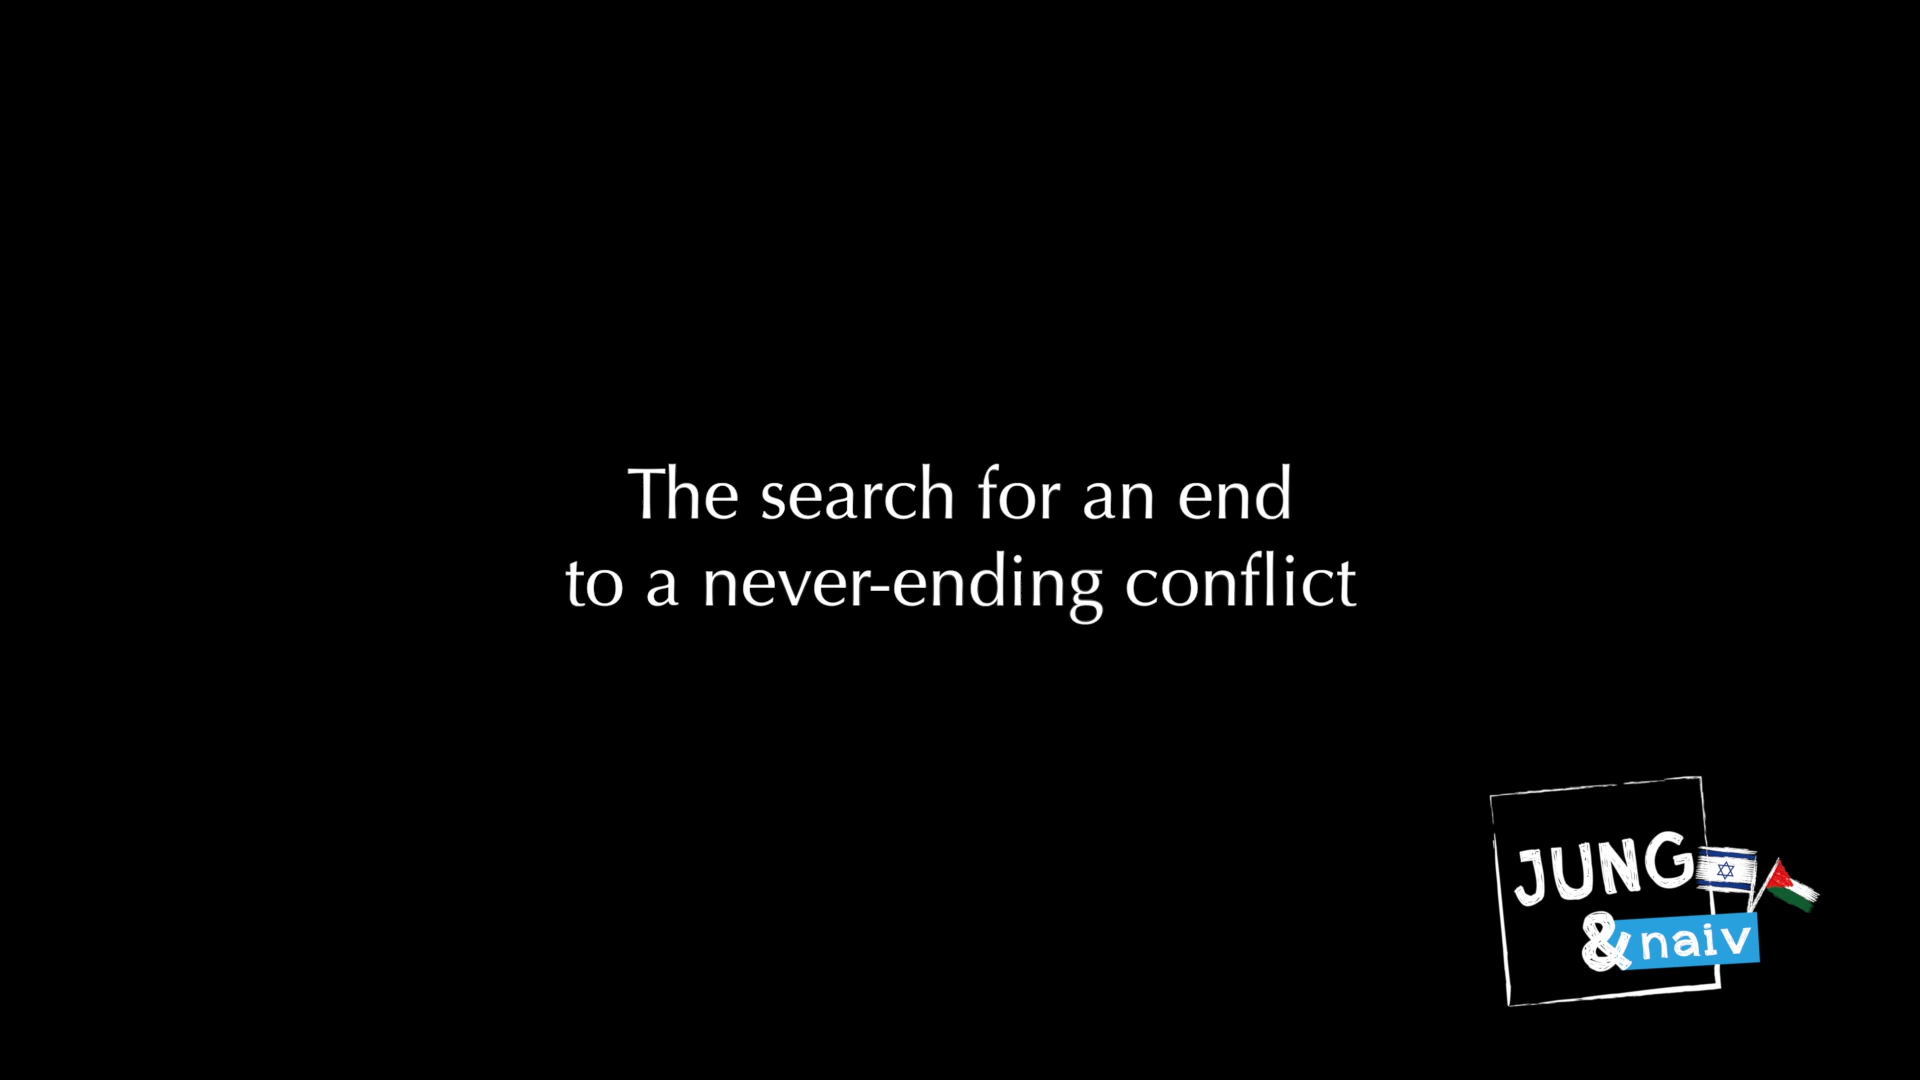 The search for an end
to a never-ending conflict
JUNG
&naiv